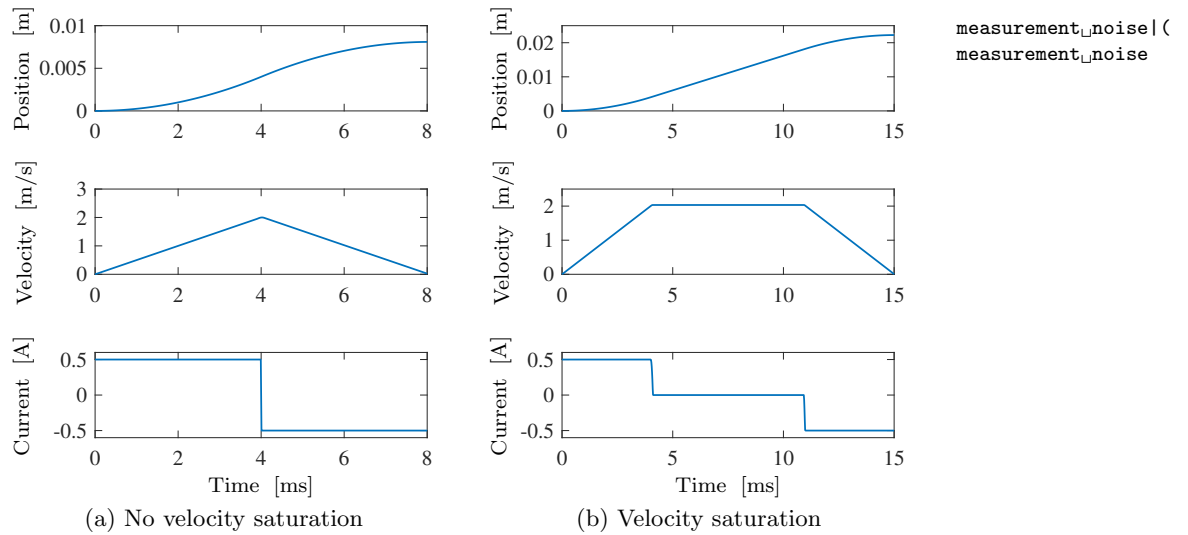 Position [m]
0.01
0.005
0
0 2 4 6 8
Velocity [m/s]
3
2
1
0
0 2 4 6 8
Current [A]
0.5
0
-0.5
0 2 4 6 8
Time [ms]
(a) No velocity saturation
Position [m]
0.02
0.01
0
0 5 10 15
Velocity [m/s]
2
1
0
0 5 10 15
Current [A]
0.5
0
-0.5
0 5 10 15
Time [ms]
(b) Velocity saturation
measurement␣noise|(
measurement␣noise